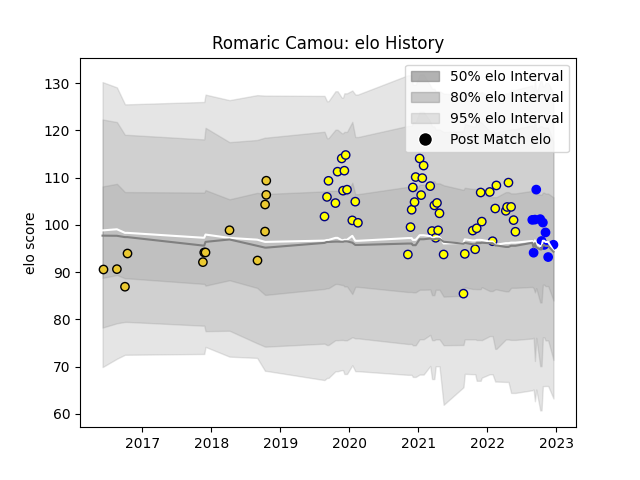 Romaric Camou: elo History
130
120
110
100
90
80
70
60
elo score
50% elo Interval
80% elo Interval
95% elo Interval
Post Match elo
2017
2018
2019
2020
2021
2022
2023